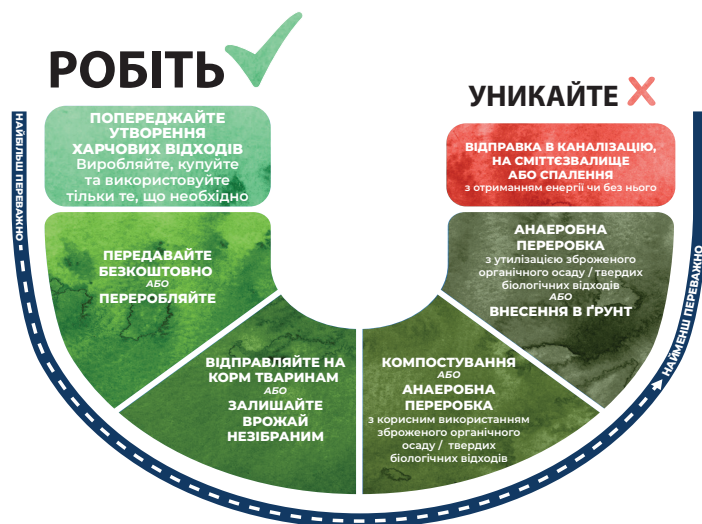 РОБІТЬ
УНИКАЙТЕ
НАЙБІЛЬШ ПЕРЕВАЖНО
ПОПЕРЕДЖАЙТЕ
УТВОРЕННЯ
ХАРЧОВИХ ВІДХОДІВ
Виробляйте, купуйте
та використовуйте
тільки те, що необхідно
ПЕРЕДАВАЙТЕ
БЕЗКОШТОВНО
АБО
ПЕРЕРОБЛЯЙТЕ
ВІДПРАВЛЯЙТЕ НА
КОРМ ТВАРИНАМ
АБО
ЗАЛИШАЙТЕ
ВРОЖАЙ
НЕЗІБРАНИМ
КОМПОСТУВАННЯ
АБО
АНАЕРОБНА
ПЕРЕРОБКА
з корисним використанням
зброженого органічного
осаду / твердих
біологічних відходів
АНАЕРОБНА
ПЕРЕРОБКА
з утилізацією зброженого
органічного осаду / твердих
біологічних відходів
АБО
ВНЕСЕННЯ В ҐРУНТ
ВІДПРАВКА В КАНАЛІЗАЦІЮ,
НА СМІТТЄЗВАЛИЩЕ
АБО СПАЛЕННЯ
з отриманням енергії чи без нього
НАЙМЕНШ ПЕРЕВАЖНО